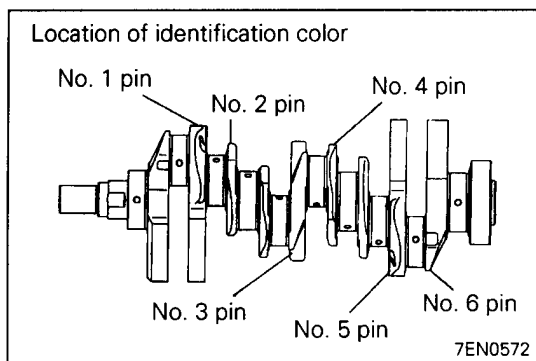 Location of identification color
No. 1 pin
No. 2 pin
No. 4 pin
No. 3 pin
No. 5 pin
No. 6 pin
7EN0572